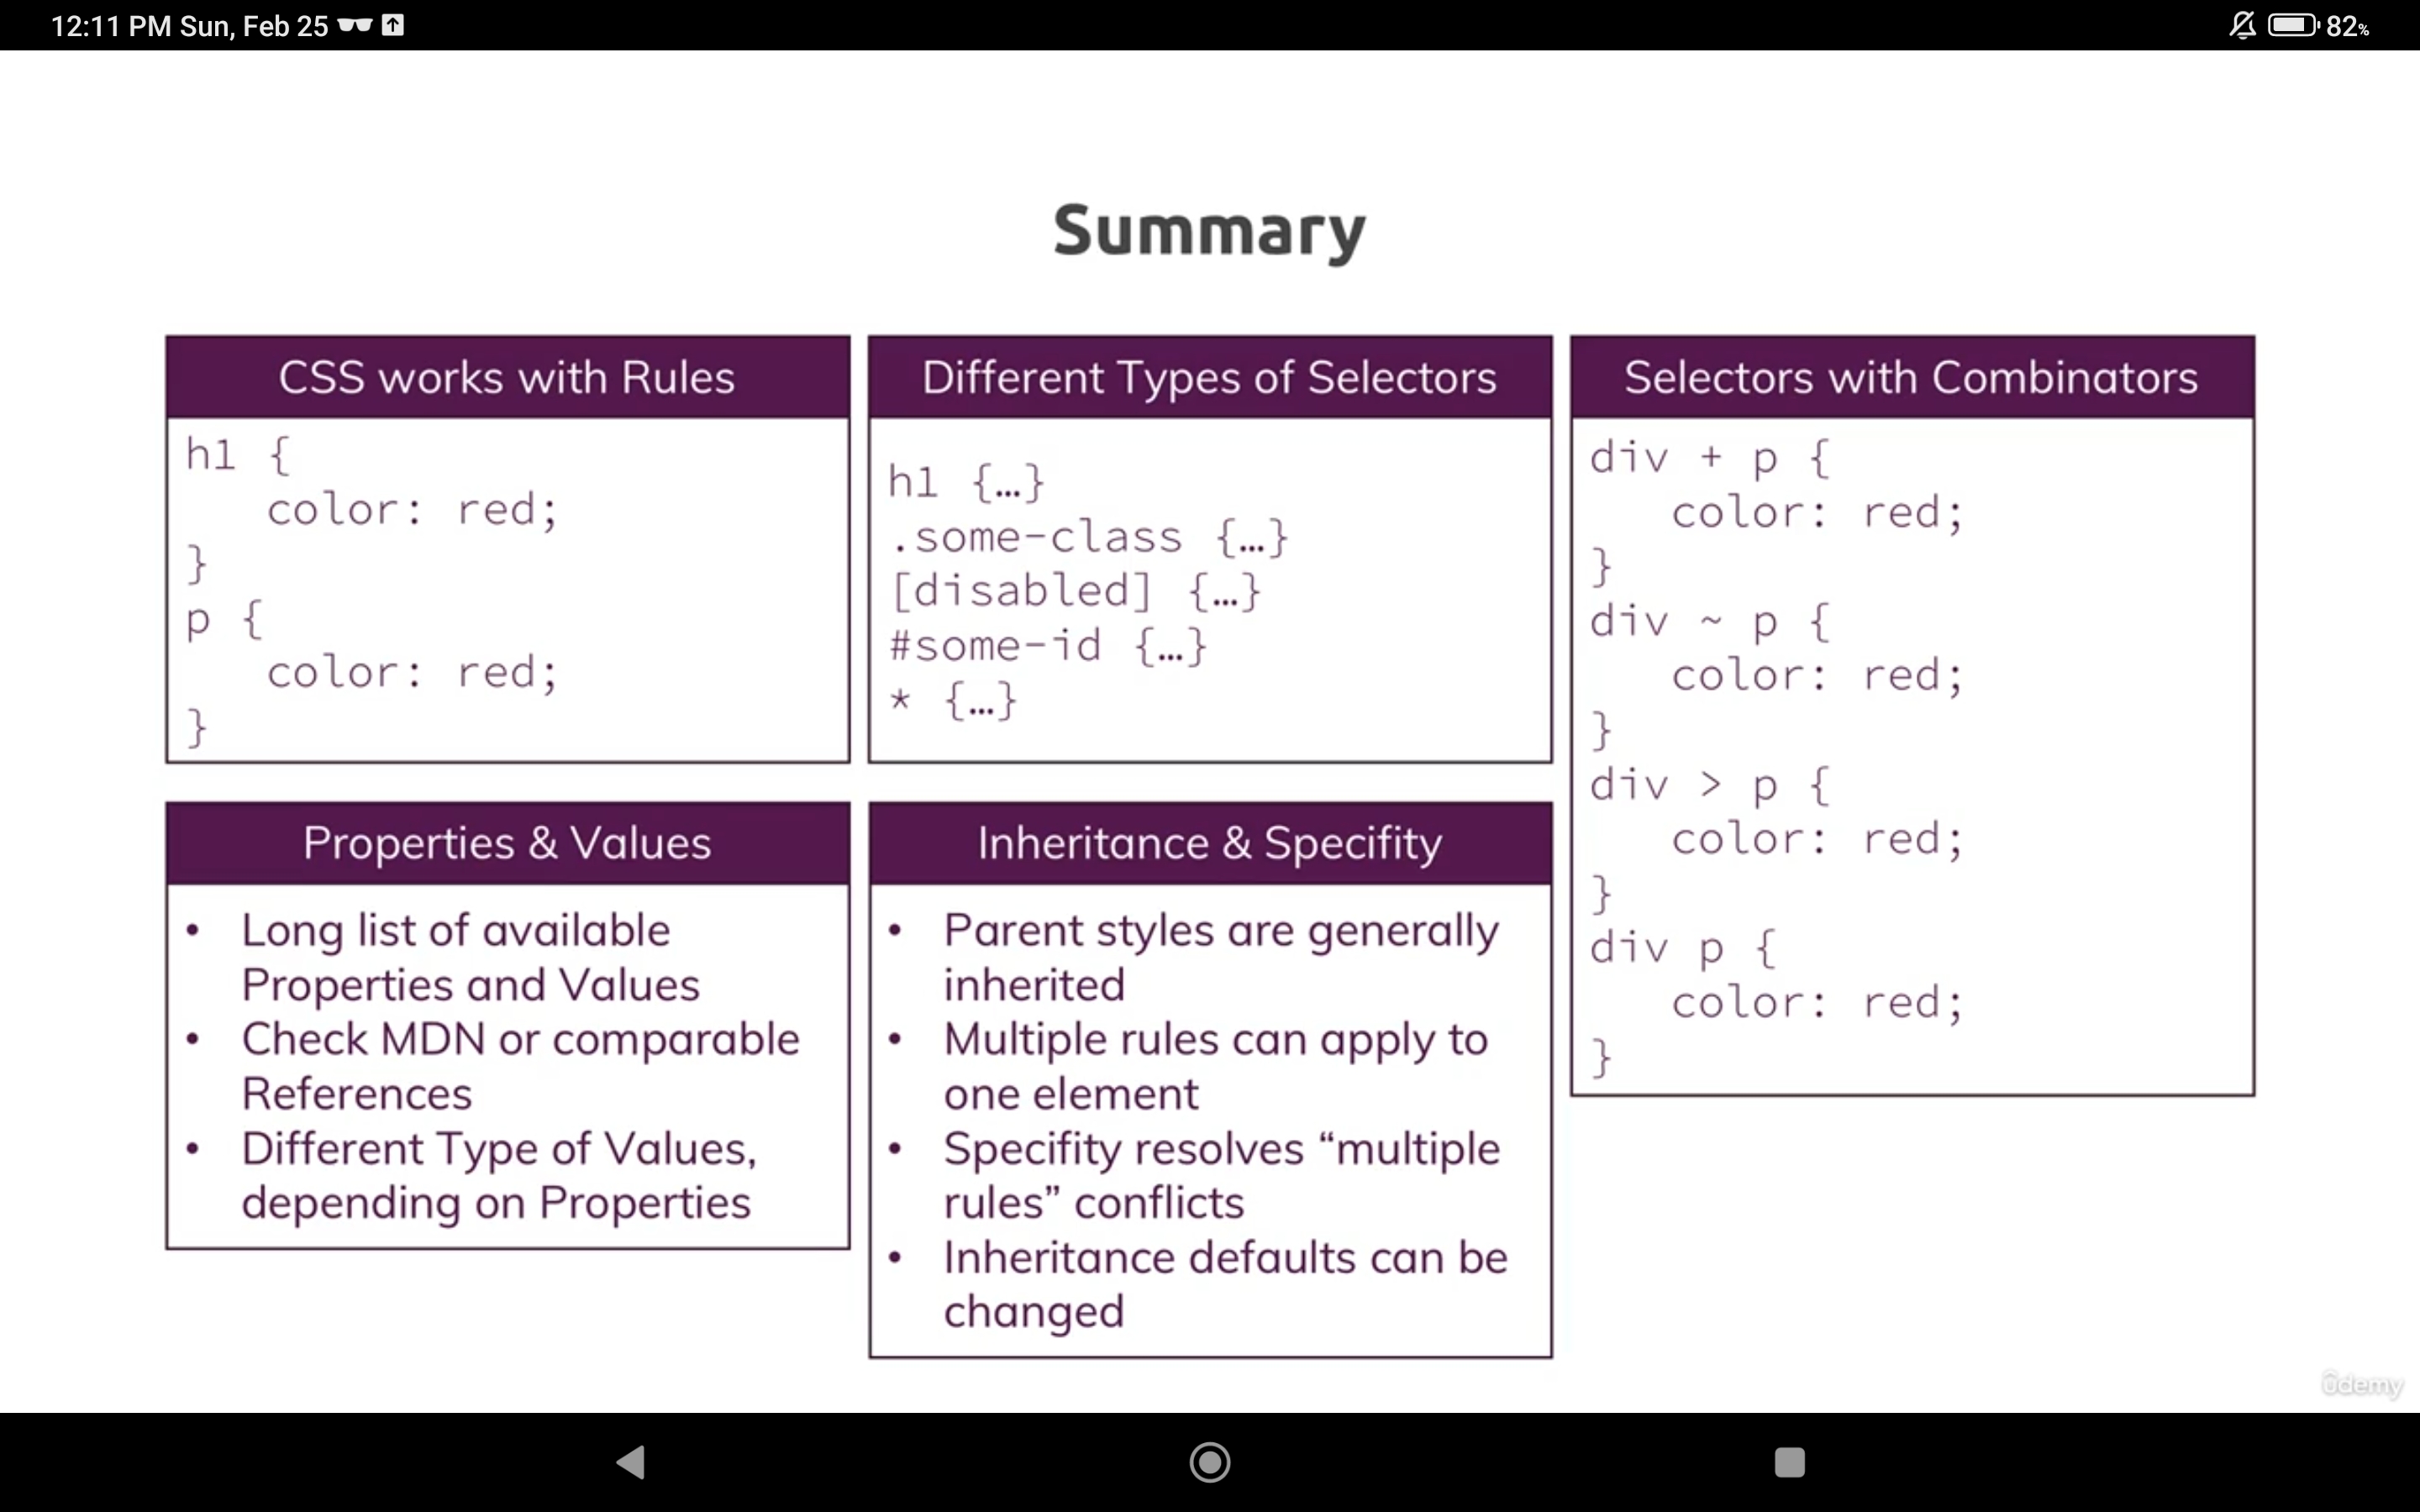 12:11 PM Sun, Feb 25
82%
Summary
CSS works with Rules
h1 {
color: red;
}
p {
color: red;
}
Different Types of Selectors
h1 {…}
.some-class {…}
[disabled] {…}
#some-id {…}
* {…}
Selectors with Combinators
div + p {
color: red;
}
div ~ p {
color: red;
}
div > p {
color: red;
}
div p {
color: red;
}
Properties & Values
• Long list of available
Properties and Values
• Check MDN or comparable
References
• Different Type of Values,
depending on Properties
Inheritance & Specifity
• Parent styles are generally
inherited
• Multiple rules can apply to
one element
• Specifity resolves “multiple
rules” conflicts
• Inheritance defaults can be
changed
ûdemy